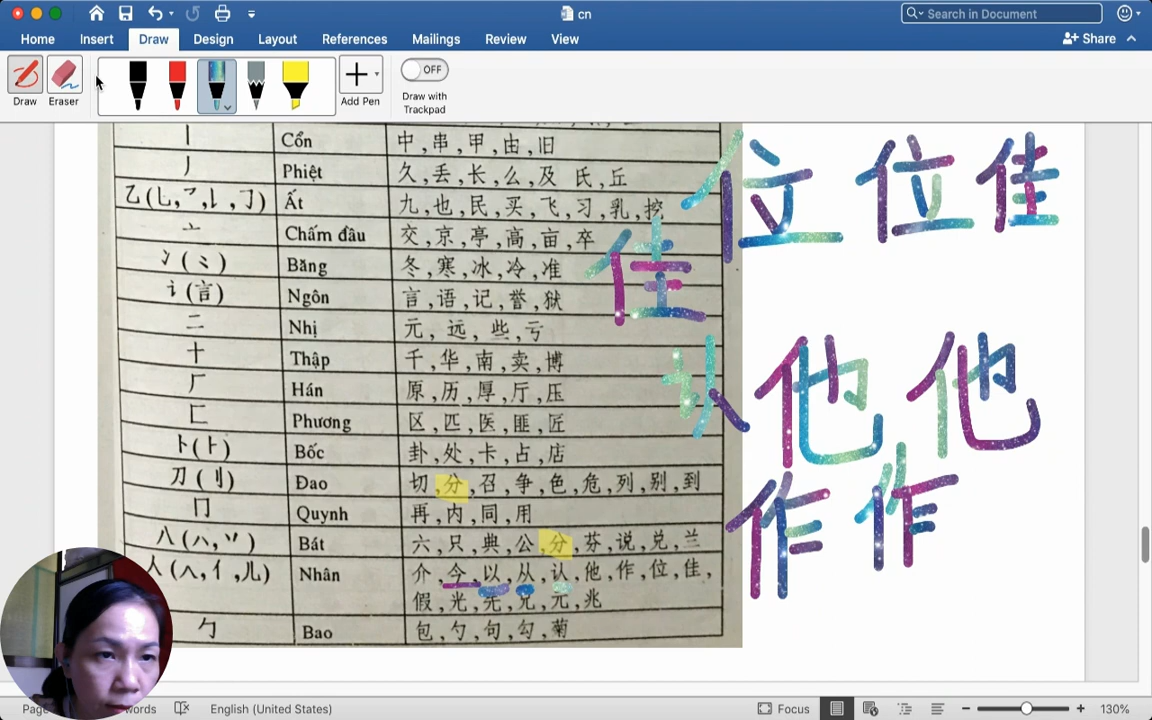 cn
Search in Document
Home Insert Draw Design Layout References Mailings Review View Share
OFF
Draw Eraser Add Pen Draw with Trackpad
丨 Cổn 中,串,甲,由,旧
丿 Phiệt 久,丢,长,么,及 氏,丘
乙(乚,乛,㇙,㇆) Ất 九,也,民,买,飞,习,乳,挖
亠 Chấm đầu 交,京,亭,高,亩,卒
冫(⺀) Băng 冬,寒,冰,冷,准
讠(言) Ngôn 言,语,记,誉,狱
二 Nhị 元,远,些,亏
十 Thập 千,华,南,卖,博
厂 Hán 原,历,厚,厅,压
匚 Phương 区,匹,医,匪,匠
卜(⺊) Bốc 卦,处,卡,占,店
刀(刂) Đao 切,分,召,争,色,危,列,别,到
冂 Quynh 再,内,同,用
八(ハ,丷) Bát 六,只,典,公,分,芬,说,兑,兰
人(𠆢,亻,儿) Nhân 介,今,以,从,认,他,作,位,佳,
假,光,先,兄,元,兆
勹 Bao 包,勺,句,勾,菊
位 位 佳
佳
认 他 他
作 作
words English (United States) Focus 130%